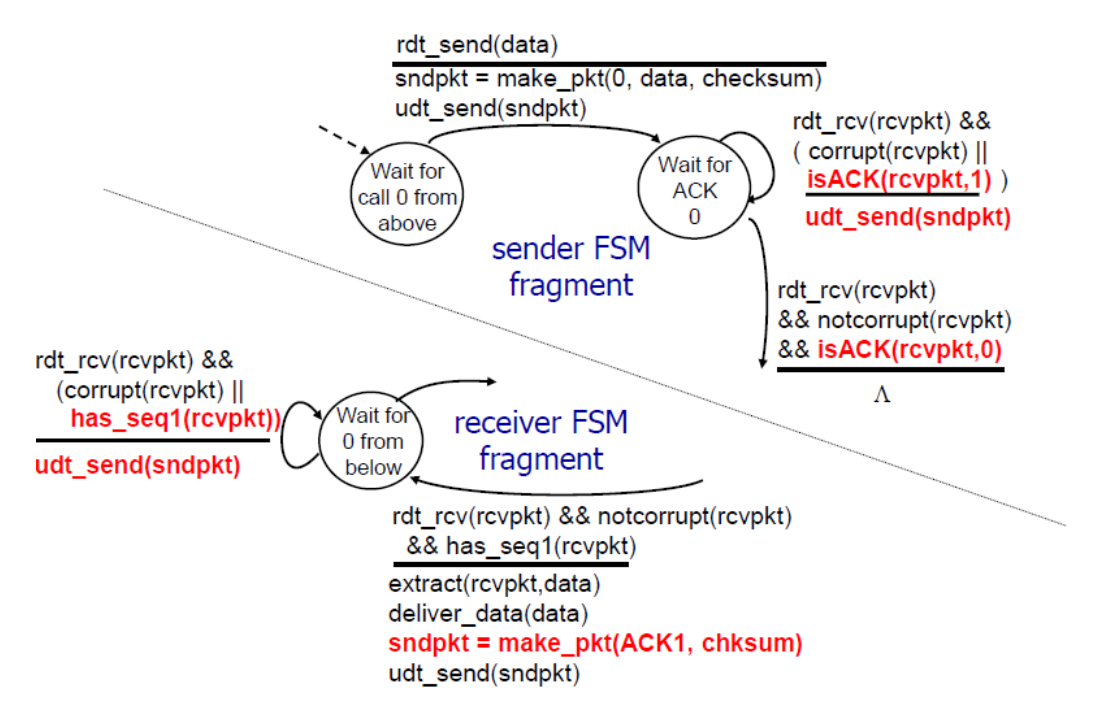 rdt_send(data)
sndpkt = make_pkt(0, data, checksum)
udt_send(sndpkt)
Wait for
call 0 from
above
Wait for
ACK
0
rdt_rcv(rcvpkt) &&
( corrupt(rcvpkt) ||
isACK(rcvpkt,1) )
udt_send(sndpkt)
sender FSM
fragment
rdt_rcv(rcvpkt)
&& notcorrupt(rcvpkt)
&& isACK(rcvpkt,0)
Λ
rdt_rcv(rcvpkt) &&
(corrupt(rcvpkt) ||
has_seq1(rcvpkt))
udt_send(sndpkt)
Wait for
0 from
below
receiver FSM
fragment
rdt_rcv(rcvpkt) && notcorrupt(rcvpkt)
&& has_seq1(rcvpkt)
extract(rcvpkt,data)
deliver_data(data)
sndpkt = make_pkt(ACK1, chksum)
udt_send(sndpkt)